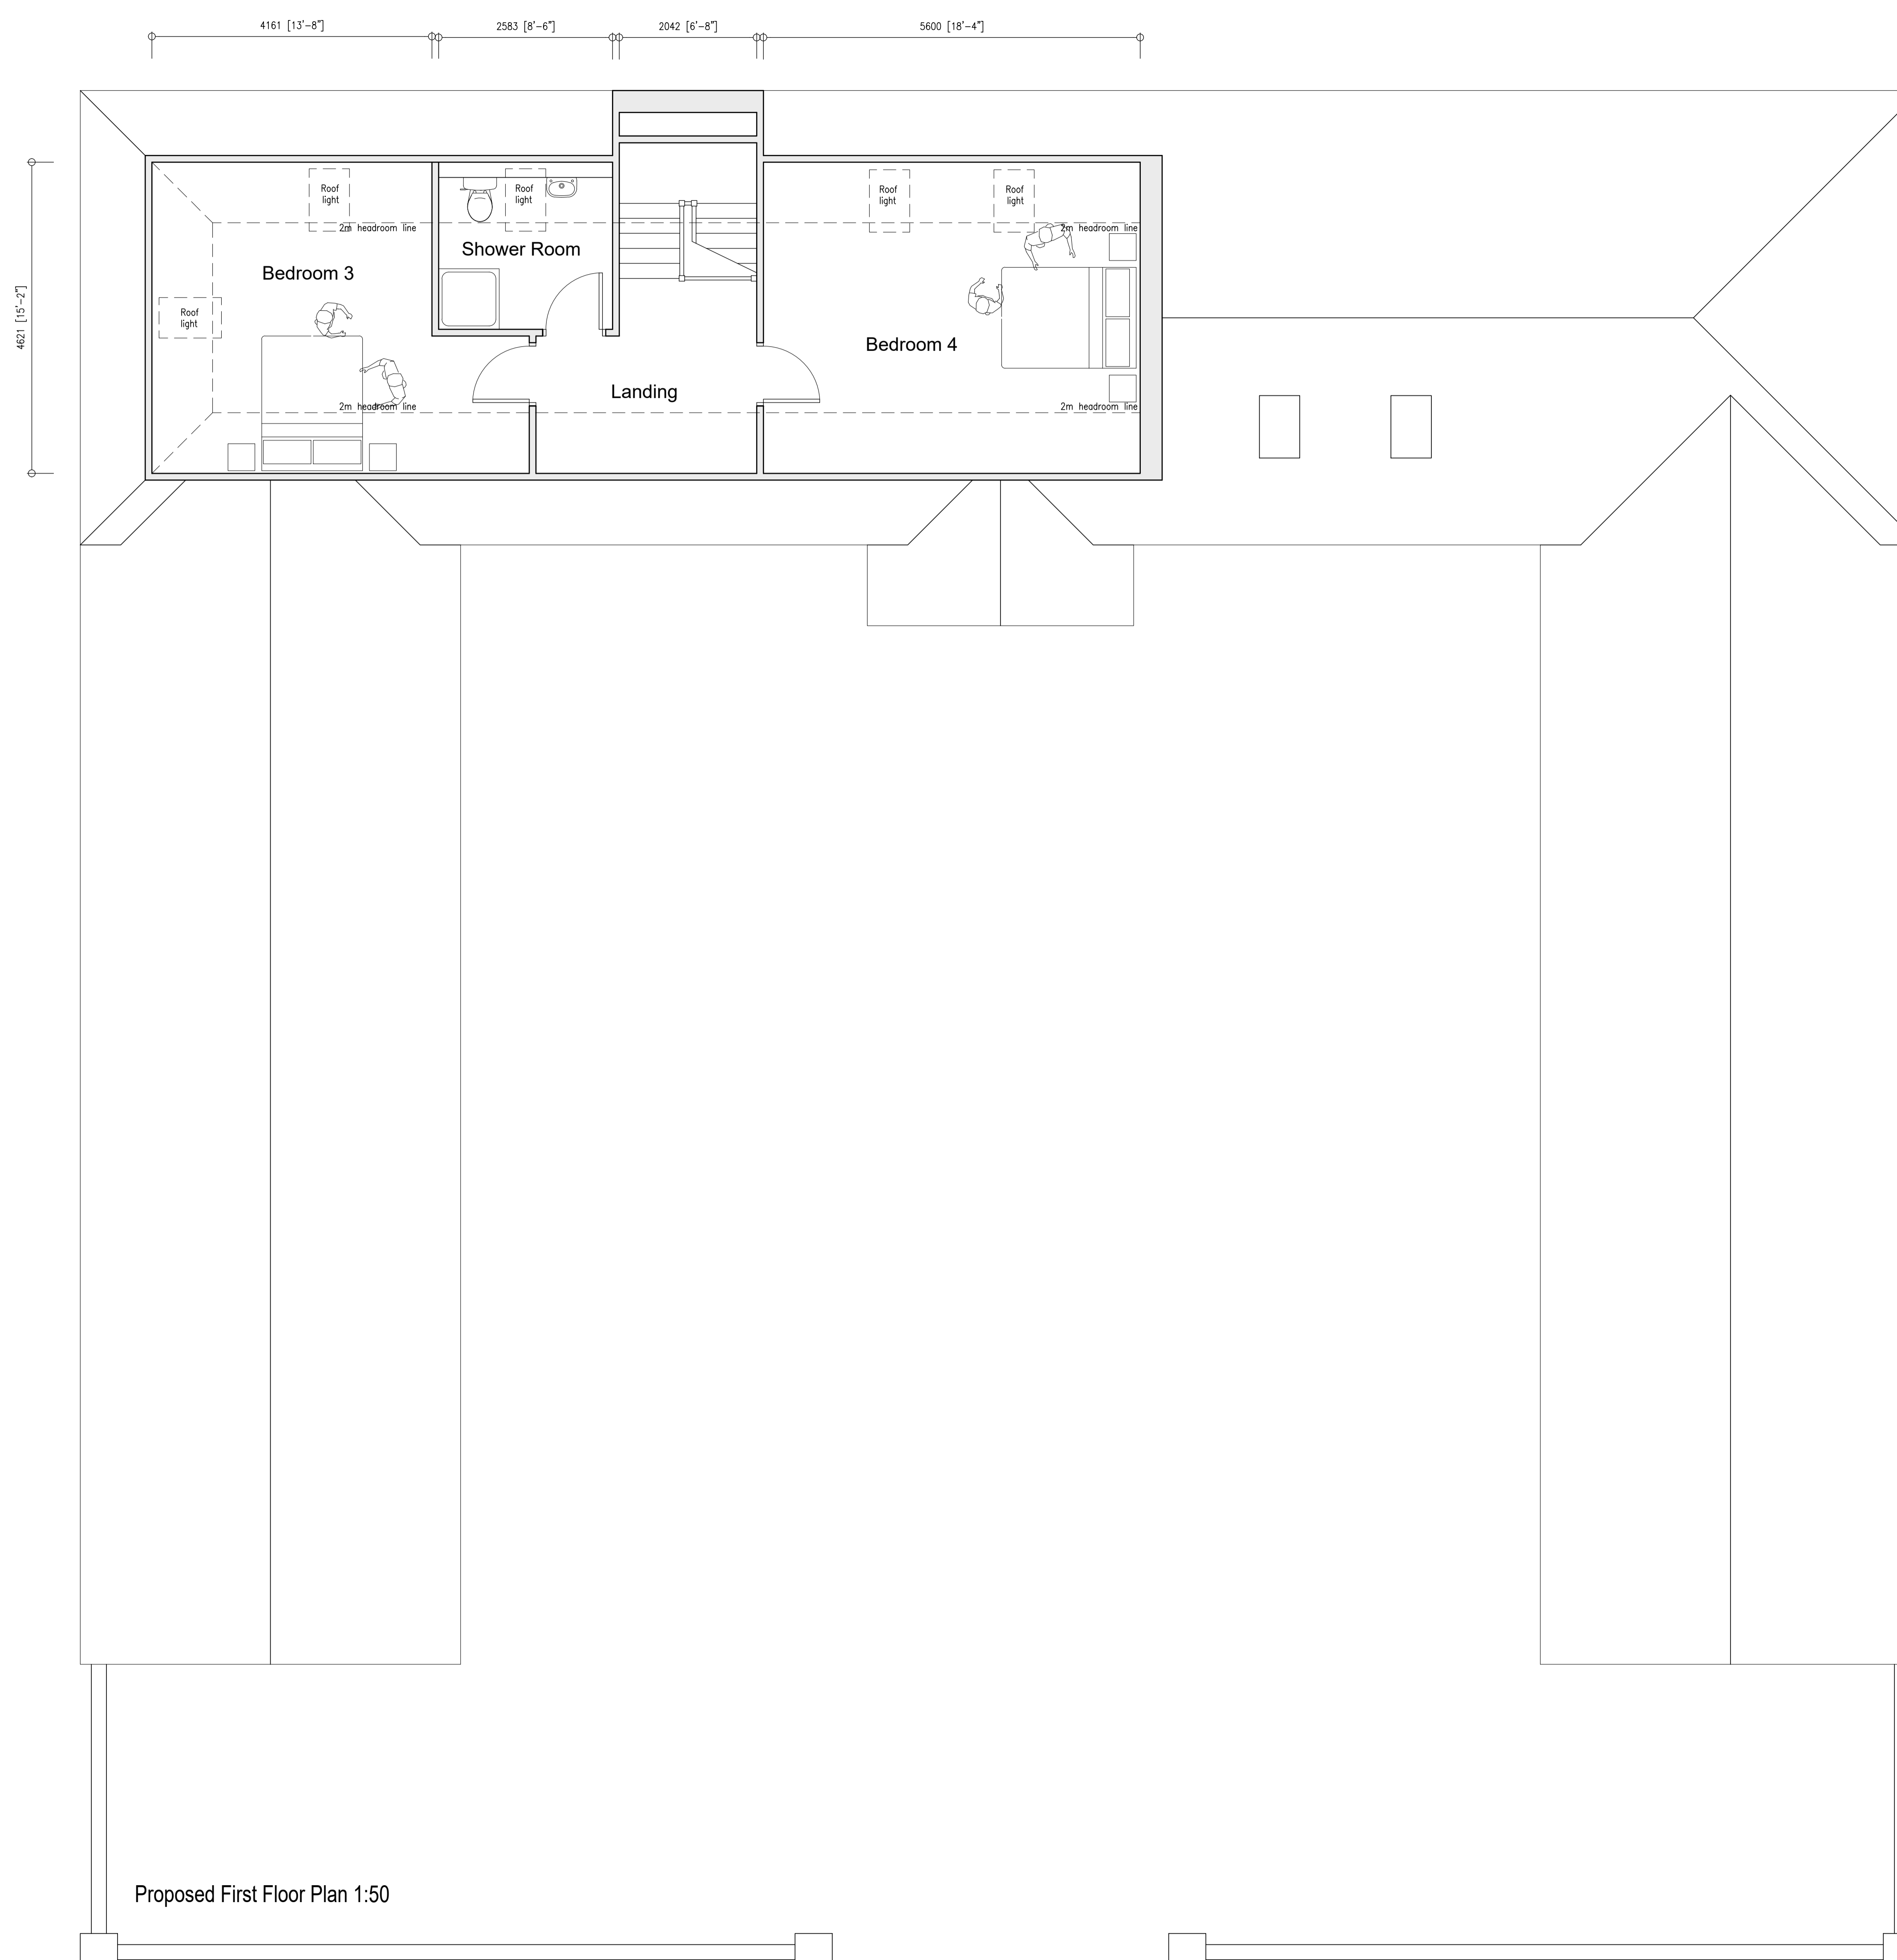 4161 [13'-8"]
2583 [8'-6"]
2042 [6'-8"]
5600 [18'-4"]
4621 [15'-2"]
Roof
light
Roof
light
Roof
light
Roof
light
2m headroom line
2m headroom line
Shower Room
Bedroom 3
Roof
light
Bedroom 4
Landing
2m headroom line
2m headroom line
Proposed First Floor Plan 1:50